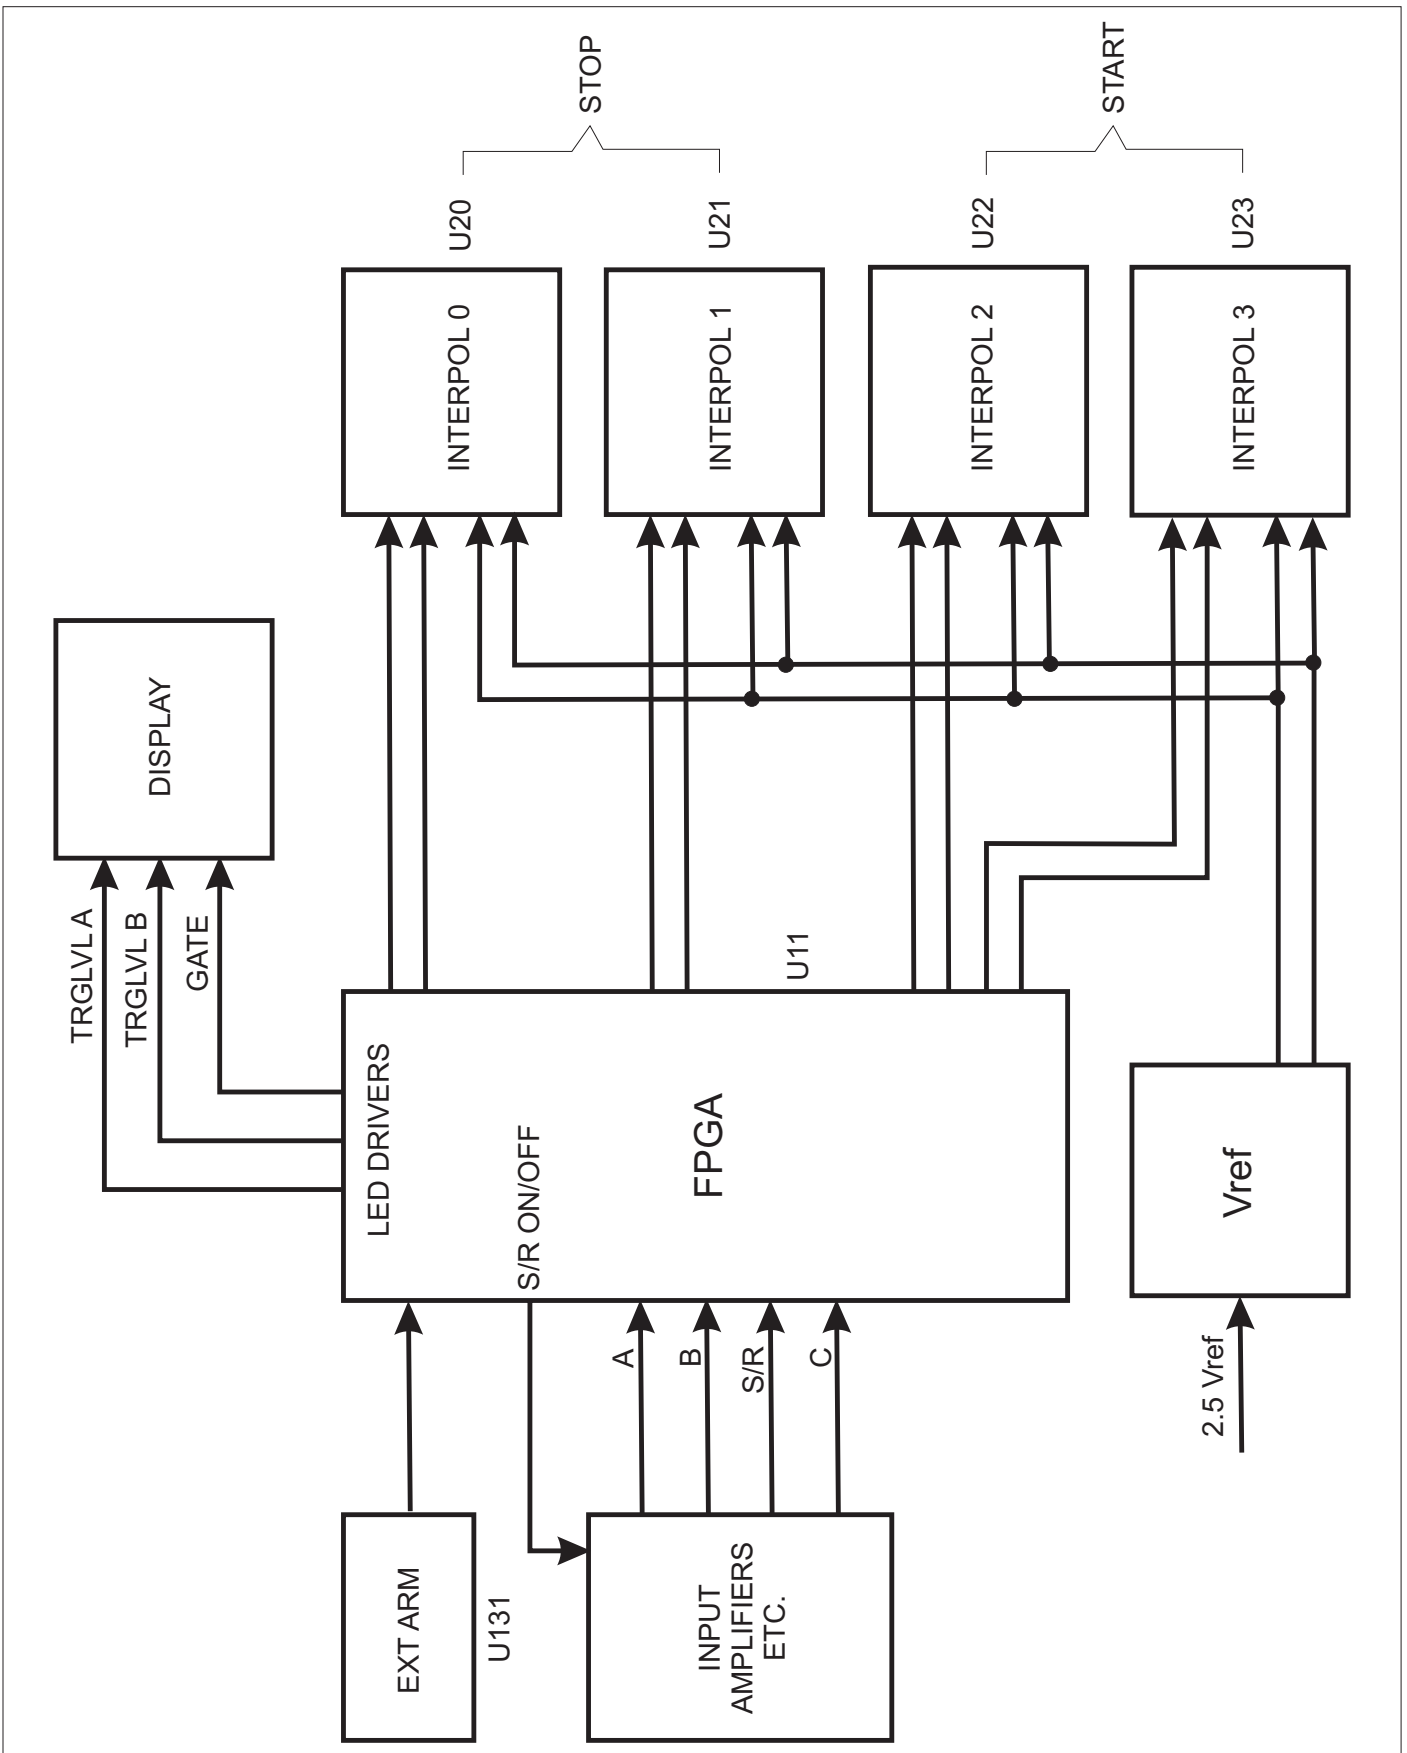 TRGLVL A
TRGLVL B
GATE
DISPLAY
EXT ARM
U131
LED DRIVERS
S/R ON/OFF
FPGA
U11
A
B
S/R
C
INPUT
AMPLIFIERS
ETC.
INTERPOL 0
U20
INTERPOL 1
U21
STOP
INTERPOL 2
U22
INTERPOL 3
U23
START
2.5 Vref
Vref